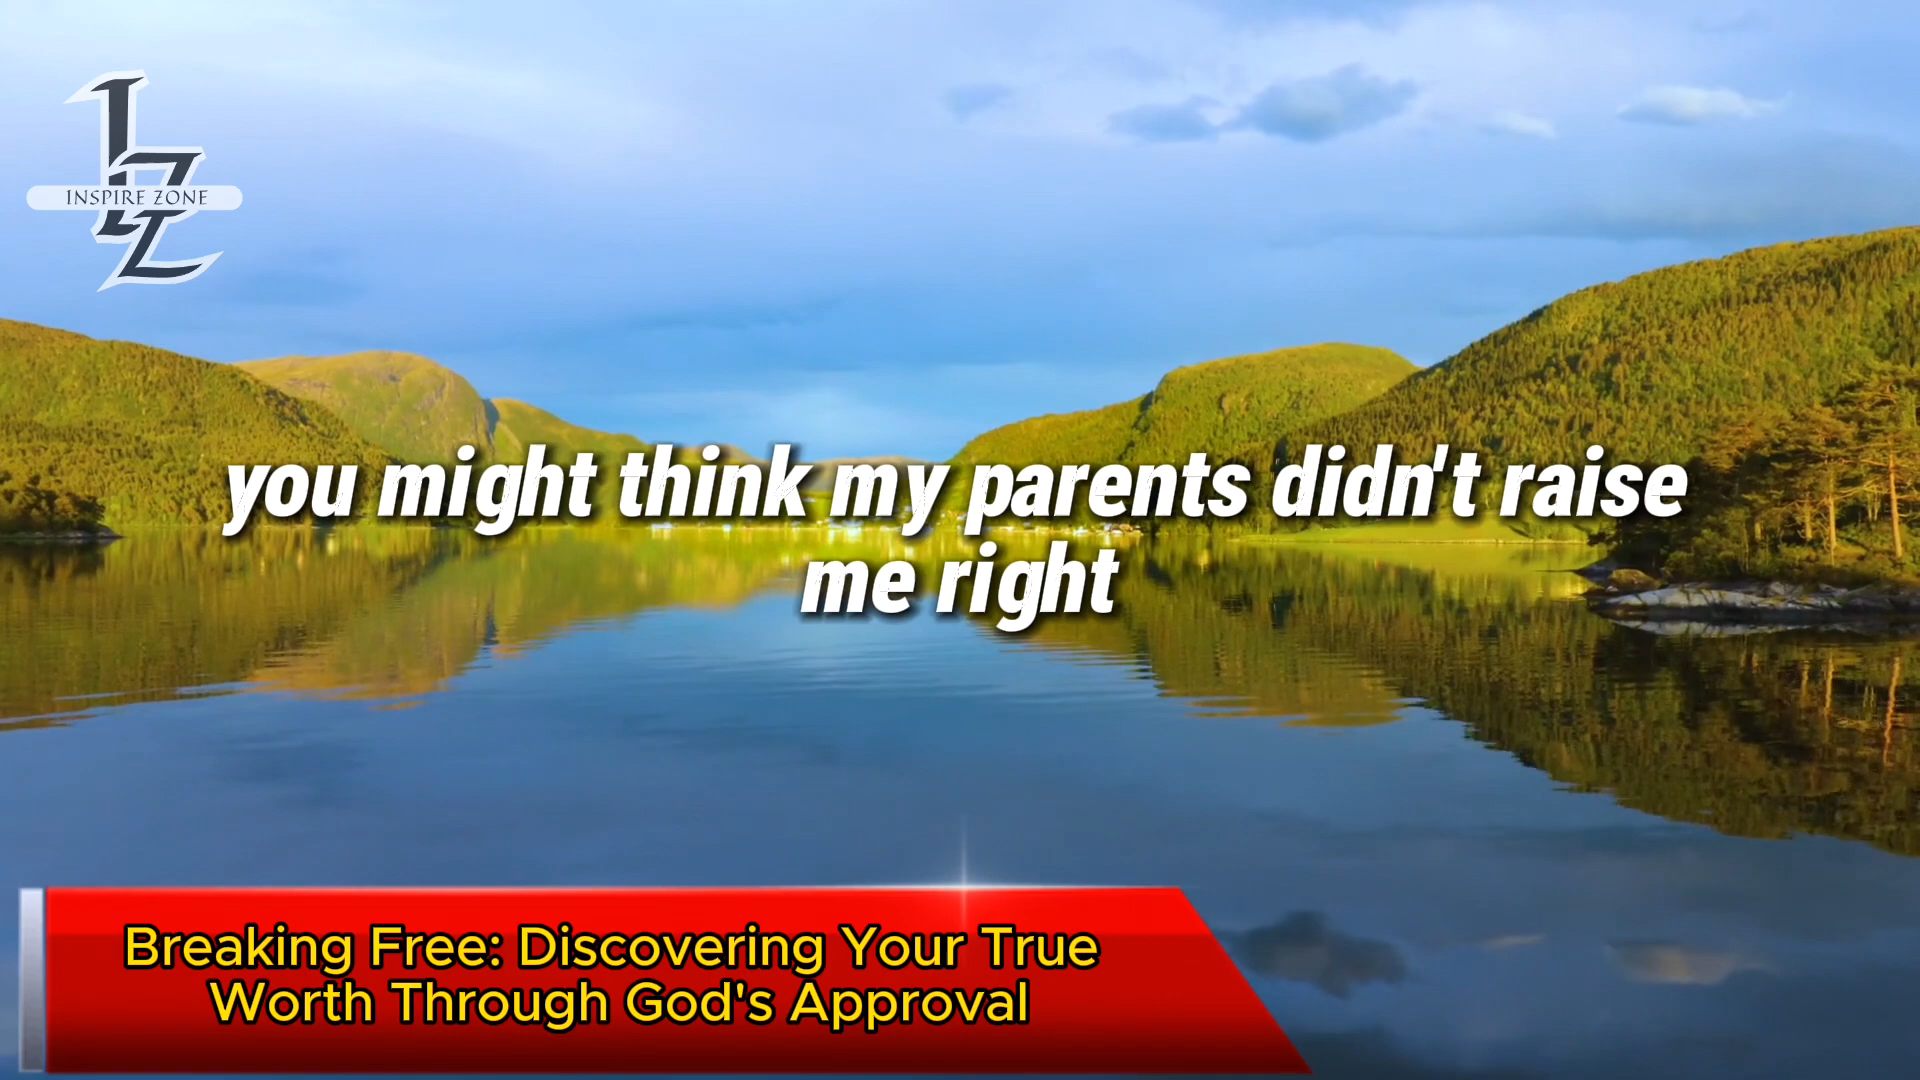 INSPIRE ZONE
you might think my parents didn't raise
me right
Breaking Free: Discovering Your True
Worth Through God's Approval